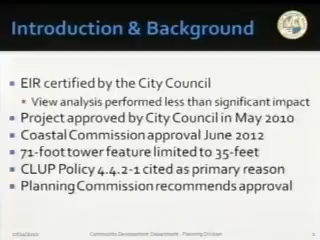 Introduction & Background
EIR certified by the City Council
View analysis performed less than significant impact
Project approved by City Council in May 2010
Coastal Commission approval June 2012
71-foot tower feature limited to 35-feet
CLUP Policy 4.4.2-1 cited as primary reason
Planning Commission recommends approval
Community Development Department - Planning Division